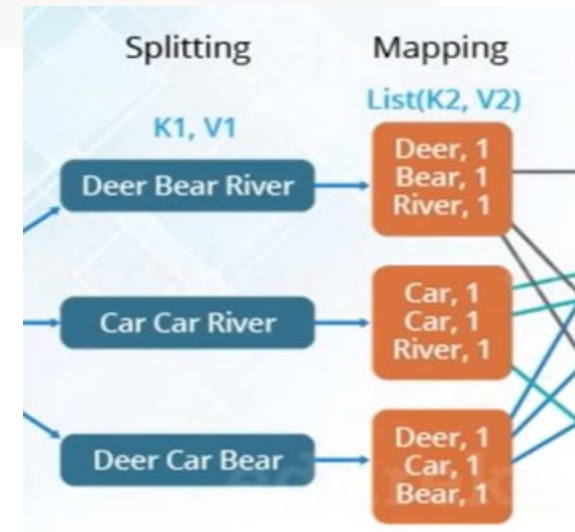 Splitting
Mapping
K1, V1
List(K2, V2)
Deer Bear River
Deer, 1
Bear, 1
River, 1
Car Car River
Car, 1
Car, 1
River, 1
Deer Car Bear
Deer, 1
Car, 1
Bear, 1